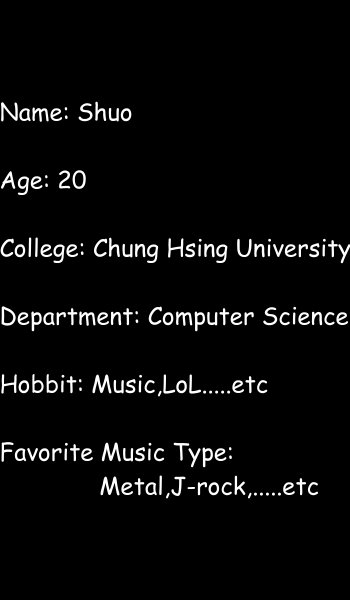 Name: Shuo
Age: 20
College: Chung Hsing University
Department: Computer Science
Hobbit: Music,LoL.....etc
Favorite Music Type:
Metal,J-rock,.....etc